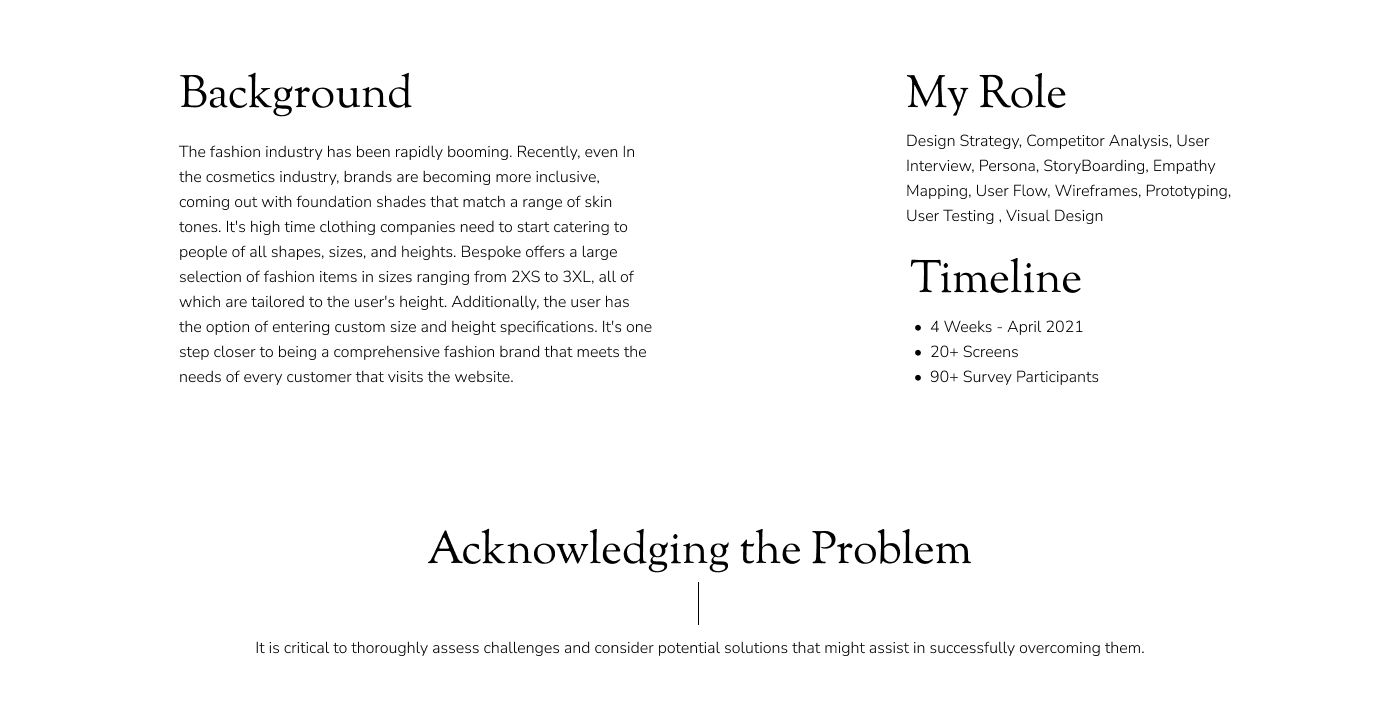 Background
The fashion industry has been rapidly booming. Recently, even In
the cosmetics industry, brands are becoming more inclusive,
coming out with foundation shades that match a range of skin
tones. It's high time clothing companies need to start catering to
people of all shapes, sizes, and heights. Bespoke offers a large
selection of fashion items in sizes ranging from 2XS to 3XL, all of
which are tailored to the user's height. Additionally, the user has
the option of entering custom size and height specifications. It's one
step closer to being a comprehensive fashion brand that meets the
needs of every customer that visits the website.
My Role
Design Strategy, Competitor Analysis, User
Interview, Persona, StoryBoarding, Empathy
Mapping, User Flow, Wireframes, Prototyping,
User Testing , Visual Design
Timeline
• 4 Weeks - April 2021
• 20+ Screens
• 90+ Survey Participants
Acknowledging the Problem
It is critical to thoroughly assess challenges and consider potential solutions that might assist in successfully overcoming them.